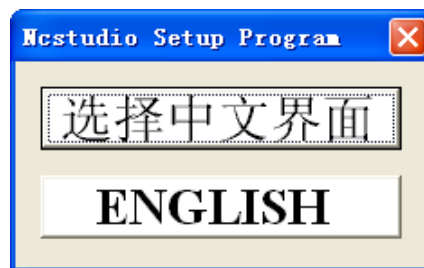 Ncstudio Setup Program
选择中文界面
ENGLISH